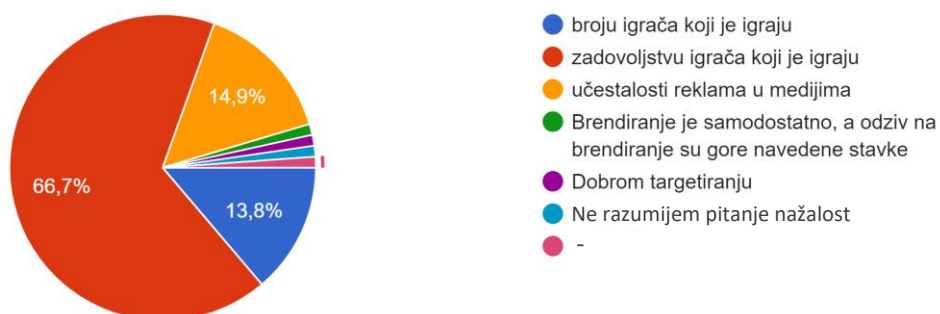 14,9%
66,7%
13,8%
broju igrača koji je igraju
zadovoljstvu igrača koji je igraju
učestalosti reklama u medijima
Brendiranje je samodostatno, a odziv na
brendiranje su gore navedene stavke
Dobrom targetiranju
Ne razumijem pitanje nažalost
-